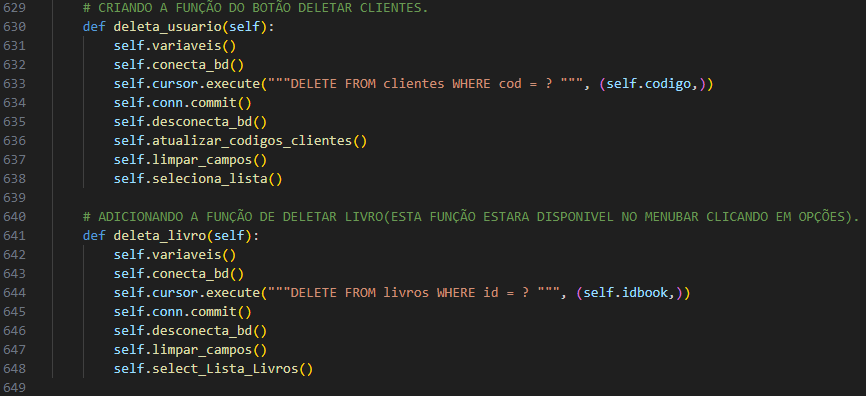 629 # CRIANDO A FUNÇÃO DO BOTÃO DELETAR CLIENTES.
630 def deleta_usuario(self):
631 self.variaveis()
632 self.conecta_bd()
633 self.cursor.execute("""DELETE FROM clientes WHERE cod = ? """, (self.codigo,))
634 self.conn.commit()
635 self.desconecta_bd()
636 self.atualizar_codigos_clientes()
637 self.limpar_campos()
638 self.seleciona_lista()
639
640 # ADICIONANDO A FUNÇÃO DE DELETAR LIVRO(ESTA FUNÇÃO ESTARA DISPONIVEL NO MENUBAR CLICANDO EM OPÇÕES).
641 def deleta_livro(self):
642 self.variaveis()
643 self.conecta_bd()
644 self.cursor.execute("""DELETE FROM livros WHERE id = ? """, (self.idbook,))
645 self.conn.commit()
646 self.desconecta_bd()
647 self.limpar_campos()
648 self.select_Lista_Livros()
649